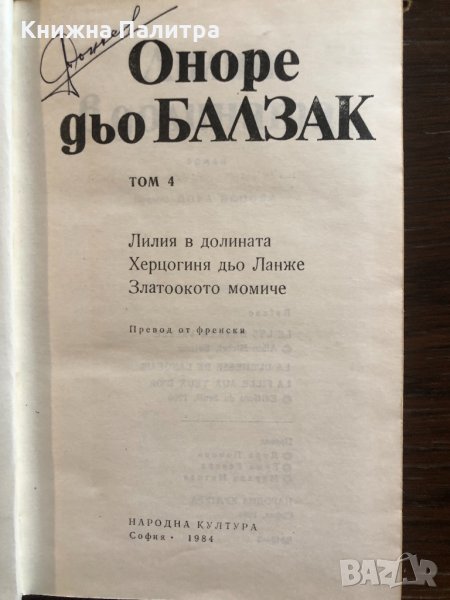 Книжна Палитра
Оноре
дьо БАЛЗАК
ТОМ 4
Лилия в долината
Херцогиня дьо Ланже
Златоокото момиче
Превод от френски
НАРОДНА КУЛТУРА
София • 1984
BAZAR